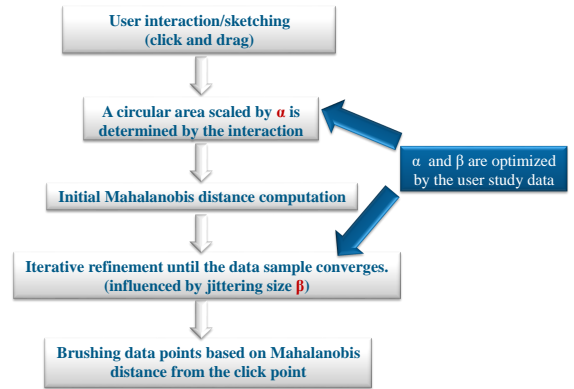 User interaction/sketching
(click and drag)
A circular area scaled by α is
determined by the interaction
α and β are optimized
by the user study data
Initial Mahalanobis distance computation
Iterative refinement until the data sample converges.
(influenced by jittering size β)
Brushing data points based on Mahalanobis
distance from the click point